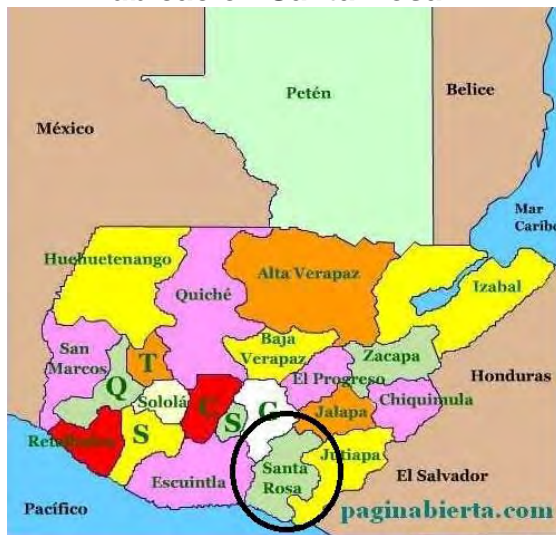 Petén
Belice
México
Mar
Caribe
Huehuetenango
Alta Verapaz
Izabal
Quiché
San
Marcos
Q
T
Baja
Verapaz
Zacapa
El Progreso
Honduras
Sololá
C
S
G
Jalapa
Chiquimula
S
Santa
Rosa
Jutiapa
Escuintla
El Salvador
Pacífico
paginabierta.com